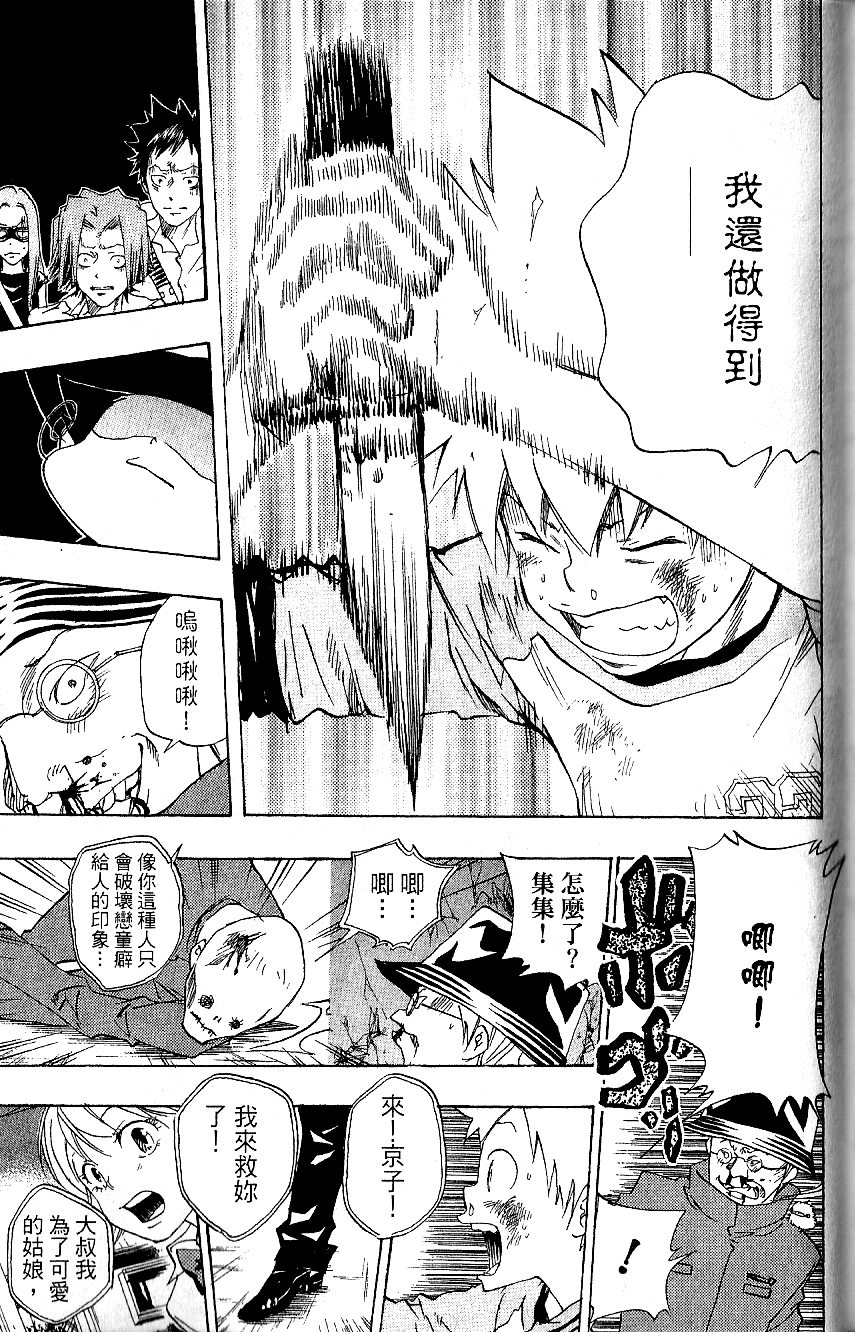 我還做得到
—
嗚啾啾啾！
唧唧！
ボゴ!!
！
怎麼了？
集集！
唧…
唧…
像你這種人只
會破壞戀童癖
給人的印象…
來！京子！
我來救妳
了！
大叔我
為了可愛
的姑娘，